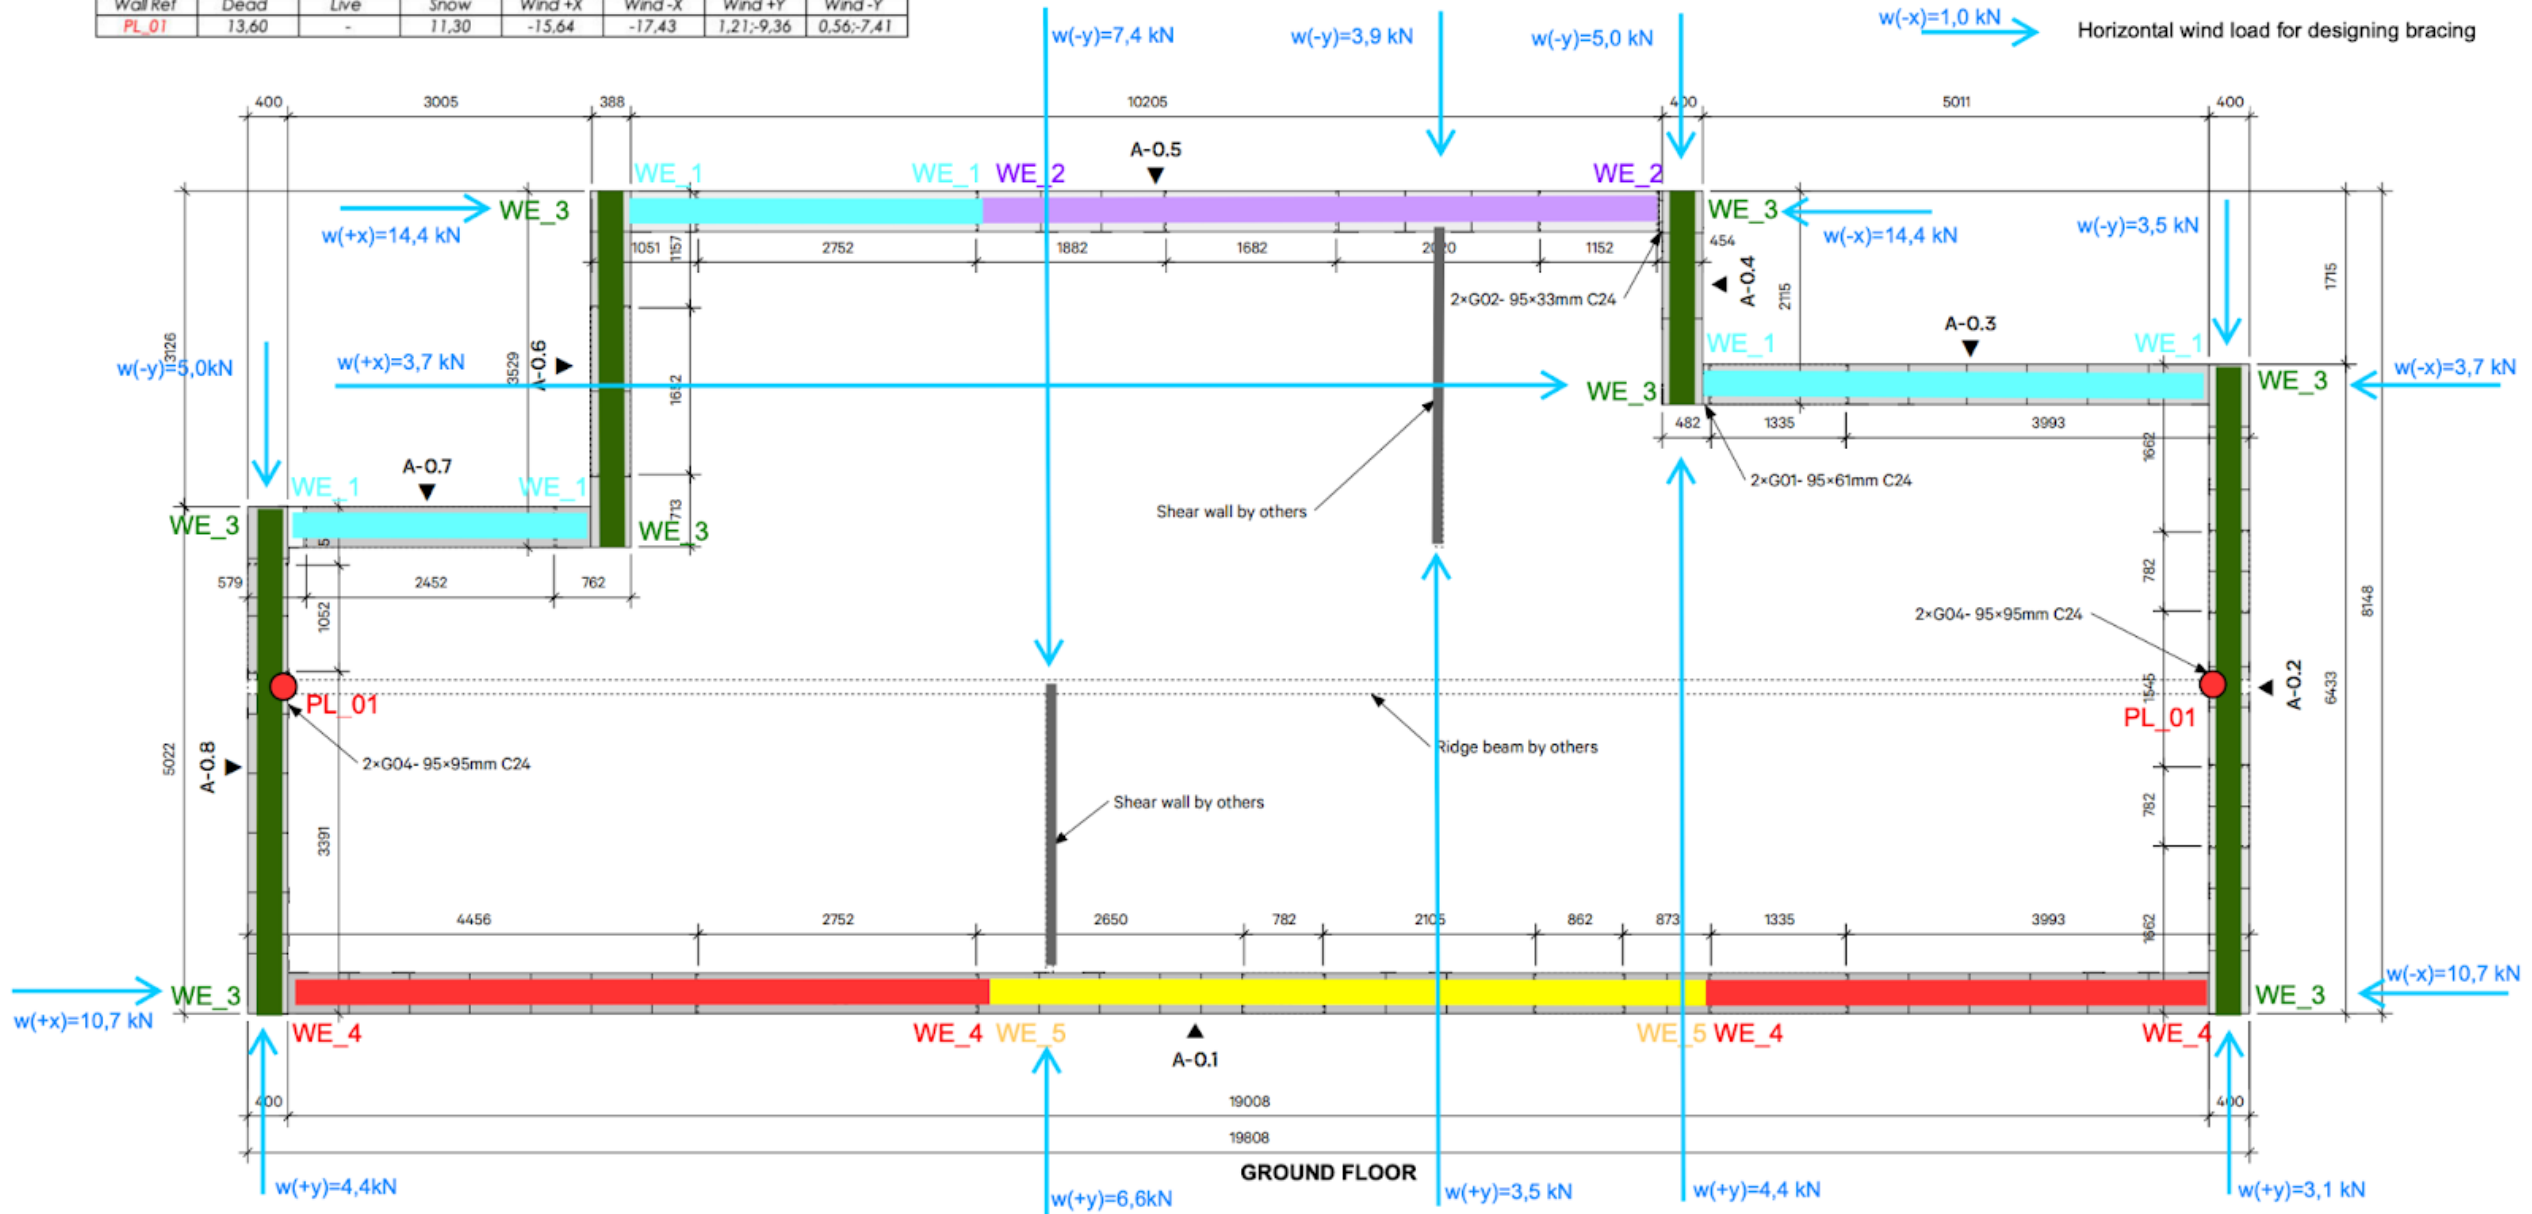 Wall Ref Dead Live Snow Wind +X Wind -X Wind +Y Wind -Y
PL_01 13,60 - 11,30 -15,64 -17,43 1,21;-9,36 0,56;-7,41
w(-y)=7,4 kN
w(-y)=3,9 kN
w(-y)=5,0 kN
w(-x)=1,0 kN
Horizontal wind load for designing bracing
400
3005
388
10205
400
5011
400
A-0.5
WE_1
WE_1
WE_2
WE_2
WE_3
WE_3
w(+x)=14,4 kN
w(-x)=14,4 kN
w(-y)=3,5 kN
1051
1157
2752
1882
1682
2020
1152
454
A-0.4
2115
1715
2×G02- 95×33mm C24
A-0.3
WE_1
WE_1
3126
w(-y)=5,0kN
w(+x)=3,7 kN
3529
A-0.6
1652
WE_3
WE_3
w(-x)=3,7 kN
482
1335
3993
1662
A-0.7
WE_1
WE_1
2×G01- 95×61mm C24
Shear wall by others
WE_3
713
WE_3
5
579
2452
762
782
8148
1052
2×G04- 95×95mm C24
PL_01
1545
6433
A-0.2
PL_01
5022
A-0.8
2×G04- 95×95mm C24
Ridge beam by others
Shear wall by others
782
3391
4456
2752
2650
782
2105
862
873
1335
3993
1662
WE_3
w(+x)=10,7 kN
w(-x)=10,7 kN
WE_3
WE_4
WE_4
WE_5
WE_5
WE_4
WE_4
A-0.1
400
19008
400
19808
GROUND FLOOR
w(+y)=4,4kN
w(+y)=6,6kN
w(+y)=3,5 kN
w(+y)=4,4 kN
w(+y)=3,1 kN